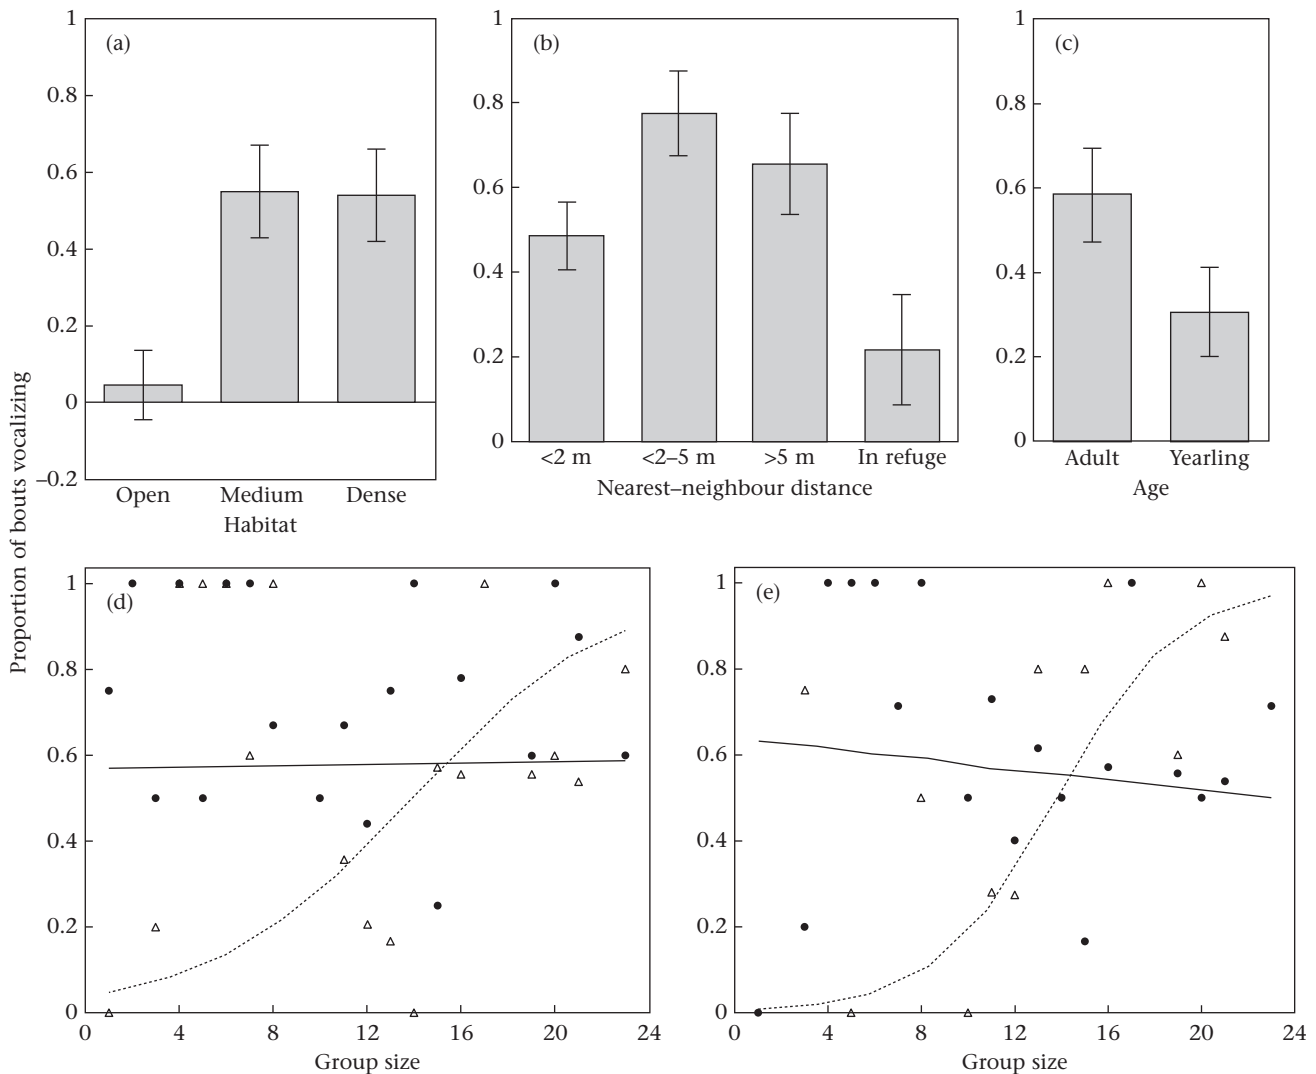 Proportion of bouts vocalizing
(a)
1
0.8
0.6
0.4
0.2
0
–0.2
Open Medium Dense
Habitat
(b)
1
0.8
0.6
0.4
0.2
0
<2 m <2–5 m >5 m In refuge
Nearest–neighbour distance
(c)
1
0.8
0.6
0.4
0.2
0
Adult Yearling
Age
(d)
1
0.8
0.6
0.4
0.2
0
0 4 8 12 16 20 24
Group size
(e)
1
0.8
0.6
0.4
0.2
0
0 4 8 12 16 20 24
Group size